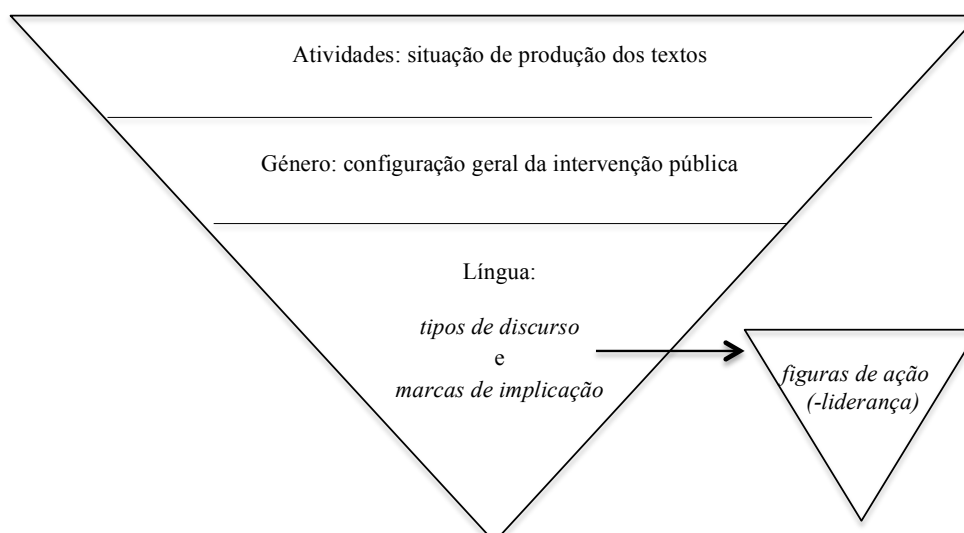 Atividades: situação de produção dos textos
Género: configuração geral da intervenção pública
Língua:
tipos de discurso
e
marcas de implicação
figuras de ação
(-liderança)